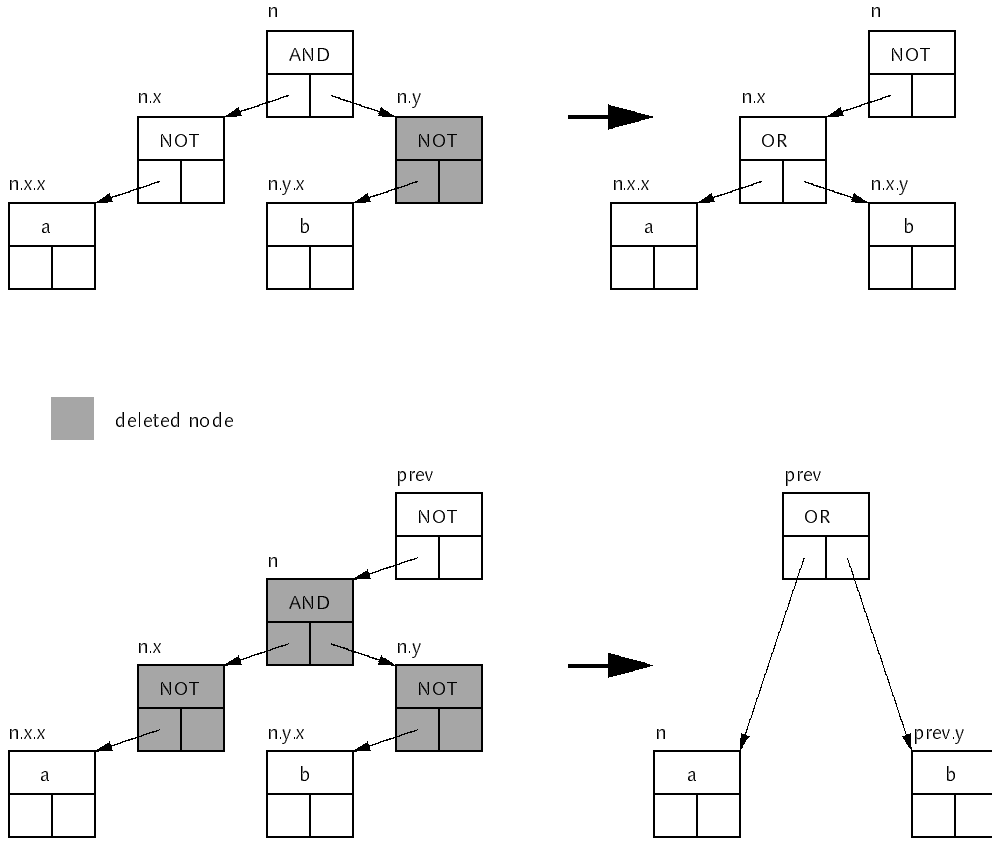 n
n
AND
NOT
n.x
n.y
n.x
NOT
NOT
OR
n.x.x
n.y.x
n.x.x
n.x.y
a
b
a
b
deleted node
prev
prev
NOT
OR
n
AND
n.x
n.y
NOT
NOT
n.x.x
n.y.x
n
prev.y
a
b
a
b